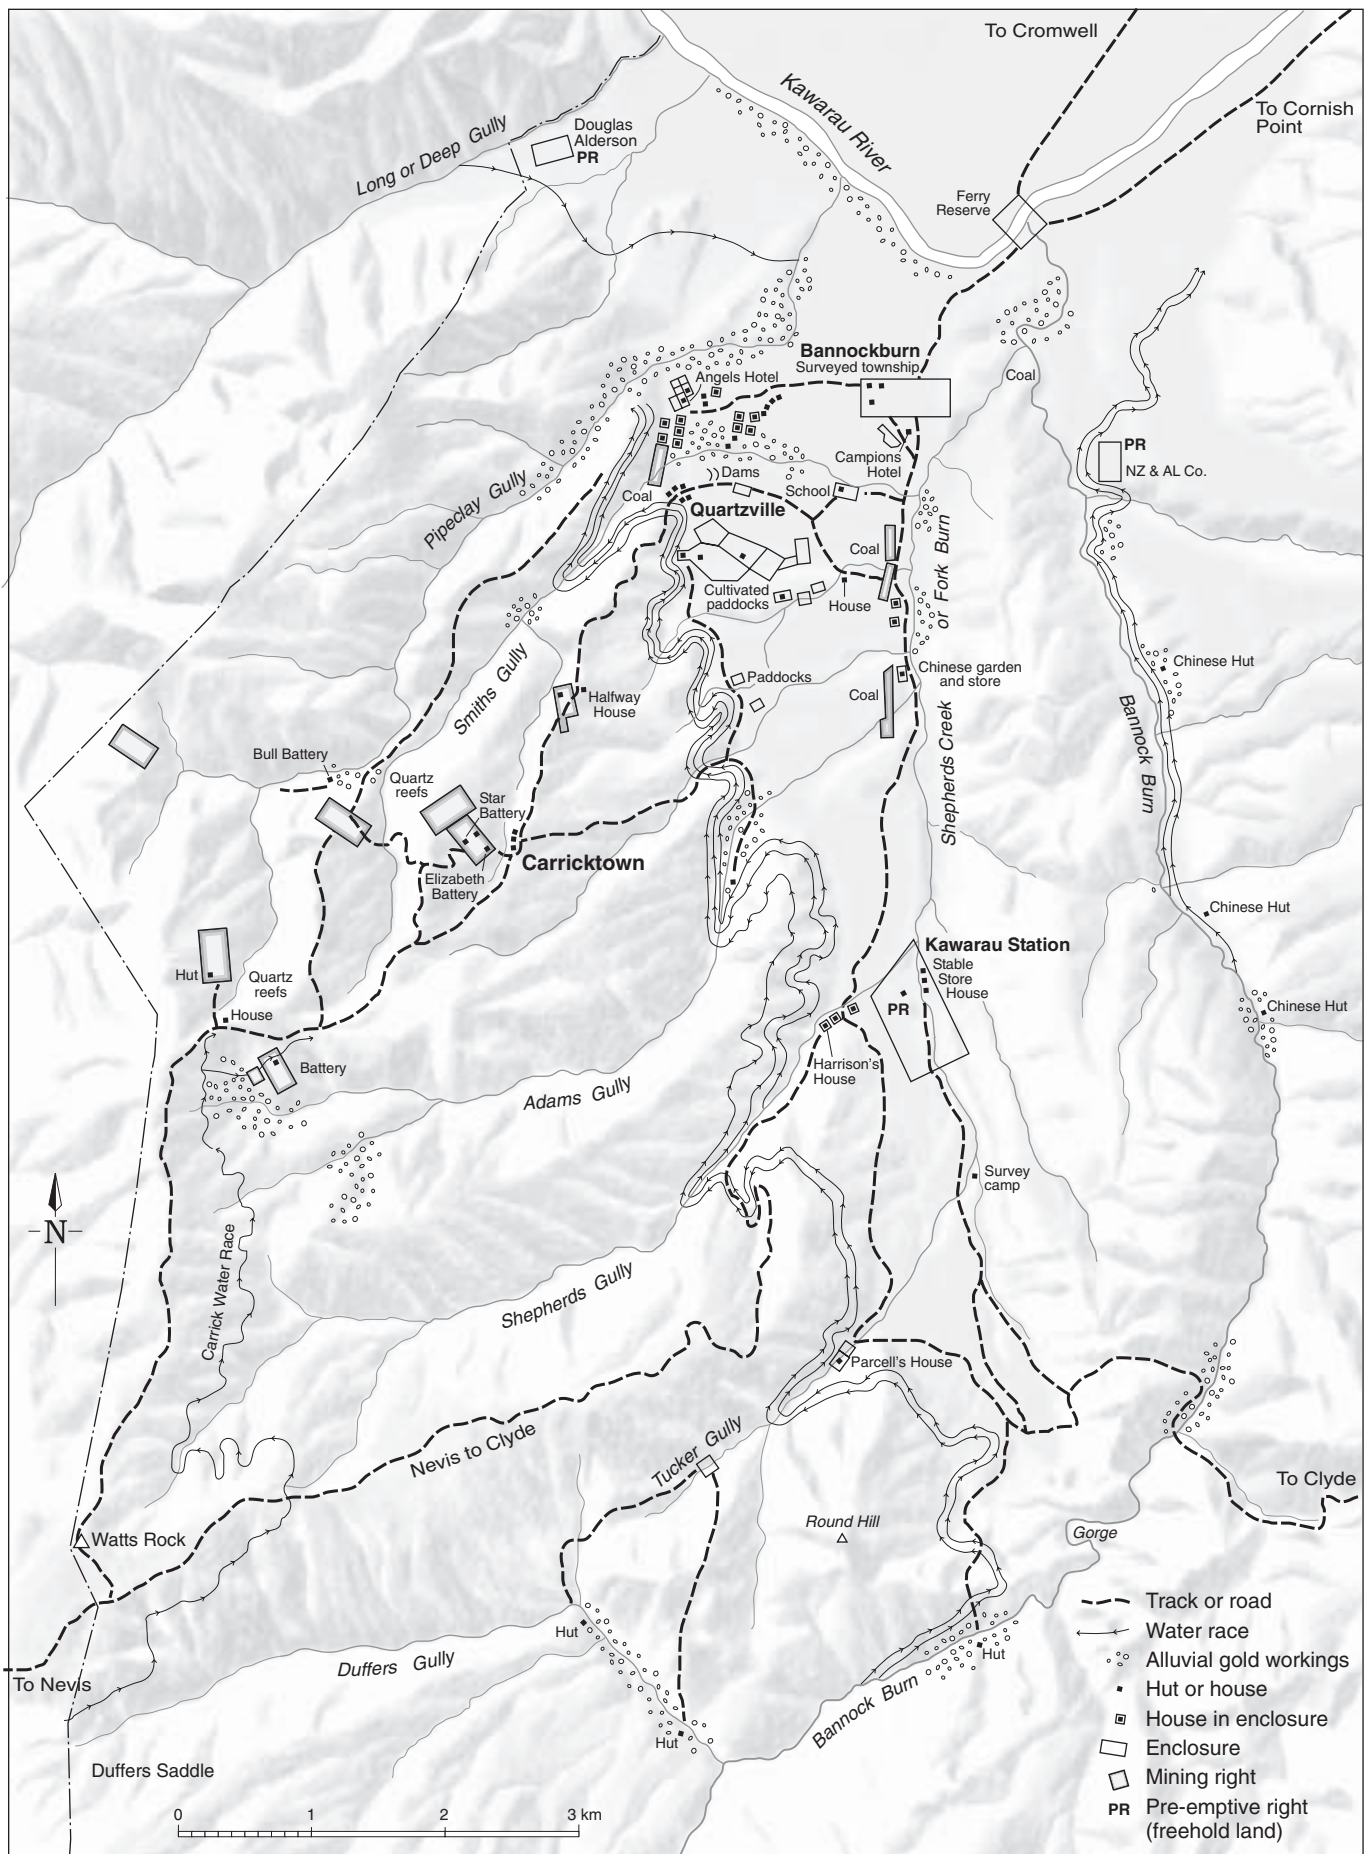 To Cromwell
Kawarau River
To Cornish
Point
Long or Deep Gully
Douglas
Alderson
PR
Ferry
Reserve
Bannockburn
Surveyed township
Angels Hotel
Coal
Campions
Hotel
PR
NZ & AL Co.
Pipeclay Gully
Coal
Dams
School
Quartzville
Shepherds Creek or Fork Burn
Coal
Cultivated
paddocks
House
Smiths Gully
Halfway
House
Paddocks
Chinese garden
and store
Coal
Chinese Hut
Bannock Burn
Bull Battery
Quartz
reefs
Star
Battery
Carricktown
Elizabeth
Battery
Chinese Hut
Kawarau Station
Stable
Store
House
PR
Hut
Quartz
reefs
House
Chinese Hut
Battery
Harrison's
House
Adams Gully
Survey
camp
N
Carrick Water Race
Shepherds Gully
Parcell's House
Nevis to Clyde
Tucker Gully
To Clyde
Round Hill
Gorge
Watts Rock
Hut
Duffers Gully
Hut
To Nevis
Bannock Burn
Hut
Duffers Saddle
0 1 2 3 km
Track or road
Water race
Alluvial gold workings
Hut or house
House in enclosure
Enclosure
Mining right
PR Pre-emptive right
(freehold land)